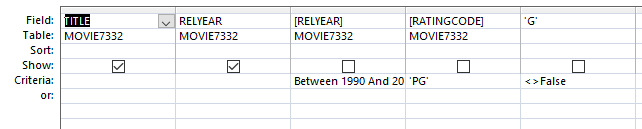 Field: TITLE RELYEAR [RELYEAR] [RATINGCODE] 'G'
Table: MOVIE7332 MOVIE7332 MOVIE7332 MOVIE7332
Sort:
Show:
Criteria: Between 1990 And 20 'PG' <>False
or: